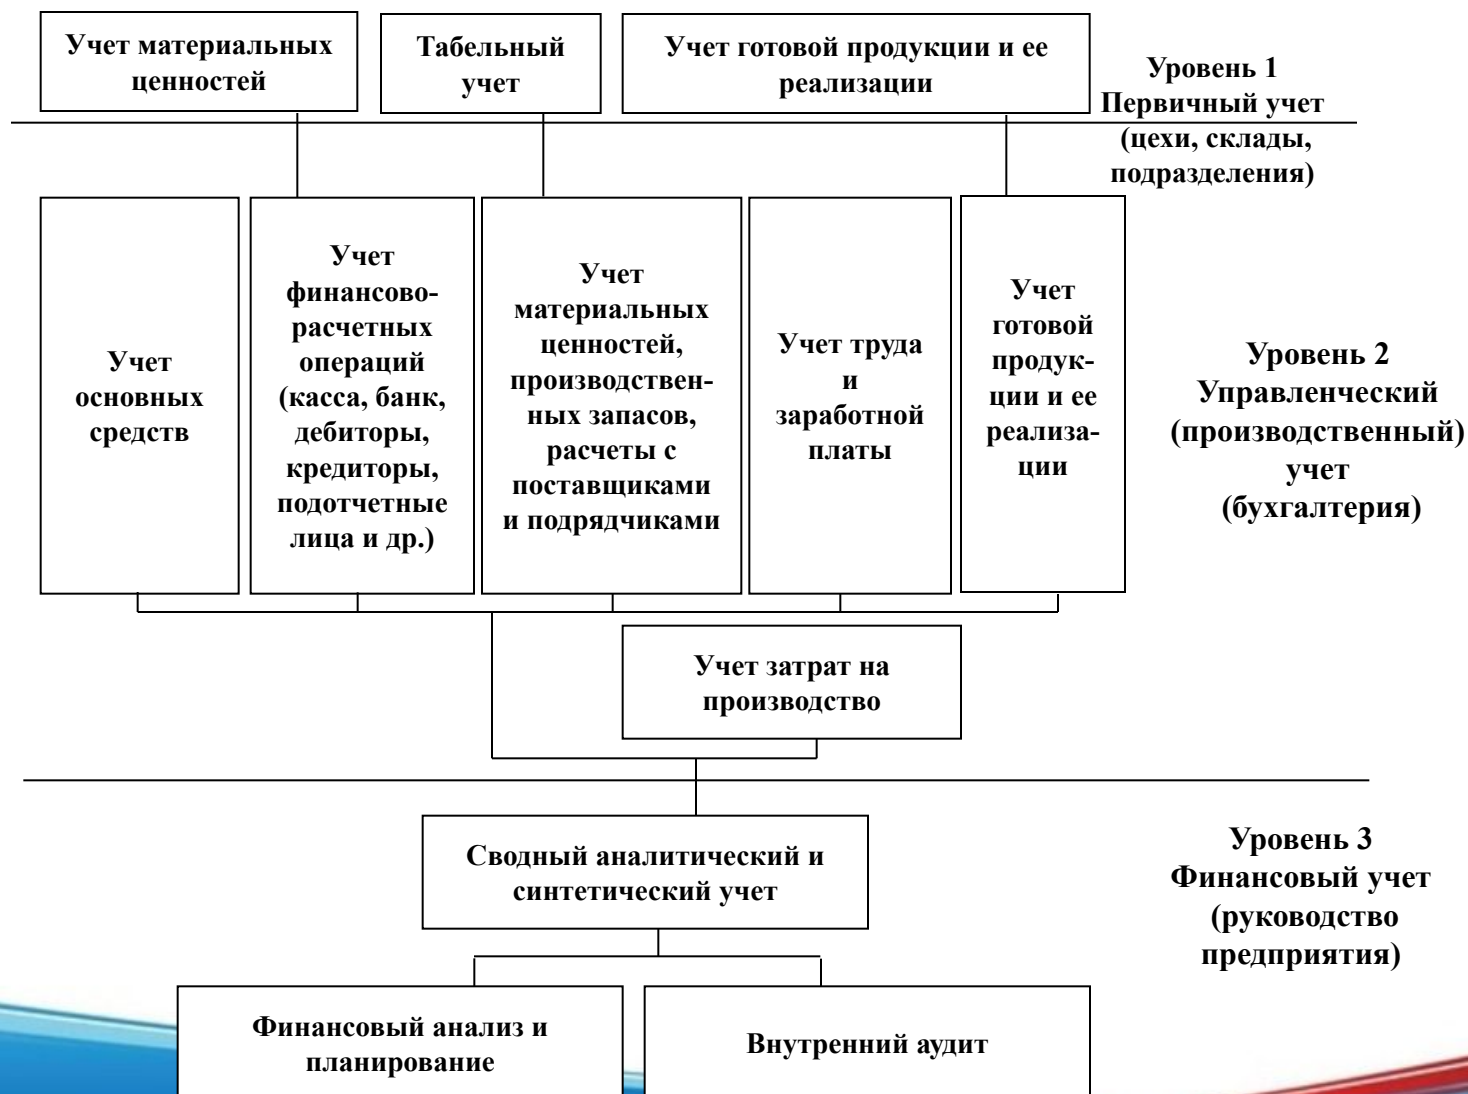 Учет материальных
ценностей
Табельный
учет
Учет готовой продукции и ее
реализации
Уровень 1
Первичный учет
(цехи, склады,
подразделения)
Учет
основных
средств
Учет
финансово-
расчетных
операций
(касса, банк,
дебиторы,
кредиторы,
подотчетные
лица и др.)
Учет
материальных
ценностей,
производствен-
ных запасов,
расчеты с
поставщиками
и подрядчиками
Учет труда
и
заработной
платы
Учет
готовой
продук-
ции и ее
реализа-
ции
Уровень 2
Управленческий
(производственный)
учет
(бухгалтерия)
Учет затрат на
производство
Сводный аналитический и
синтетический учет
Уровень 3
Финансовый учет
(руководство
предприятия)
Финансовый анализ и
планирование
Внутренний аудит